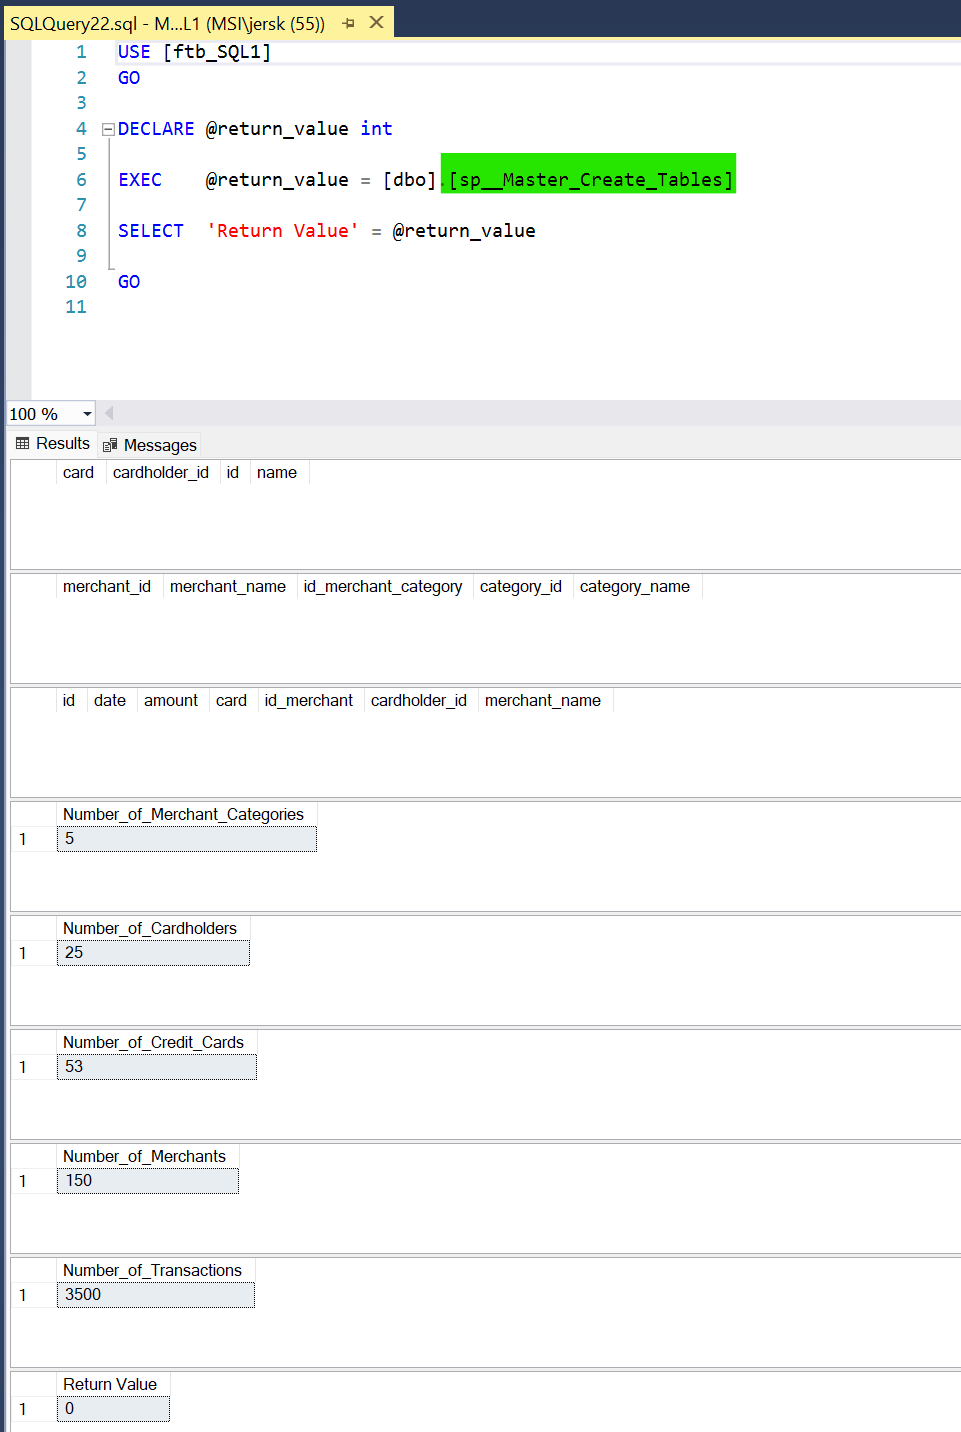 SQLQuery22.sql - M...L1 (MSI\jersk (55))
1 USE [ftb_SQL1]
2 GO
3
4 DECLARE @return_value int
5
6 EXEC @return_value = [dbo].[sp__Master_Create_Tables]
7
8 SELECT 'Return Value' = @return_value
9
10 GO
11
100 %
Results Messages
card cardholder_id id name
merchant_id merchant_name id_merchant_category category_id category_name
id date amount card id_merchant cardholder_id merchant_name
Number_of_Merchant_Categories
1 5
Number_of_Cardholders
1 25
Number_of_Credit_Cards
1 53
Number_of_Merchants
1 150
Number_of_Transactions
1 3500
Return Value
1 0